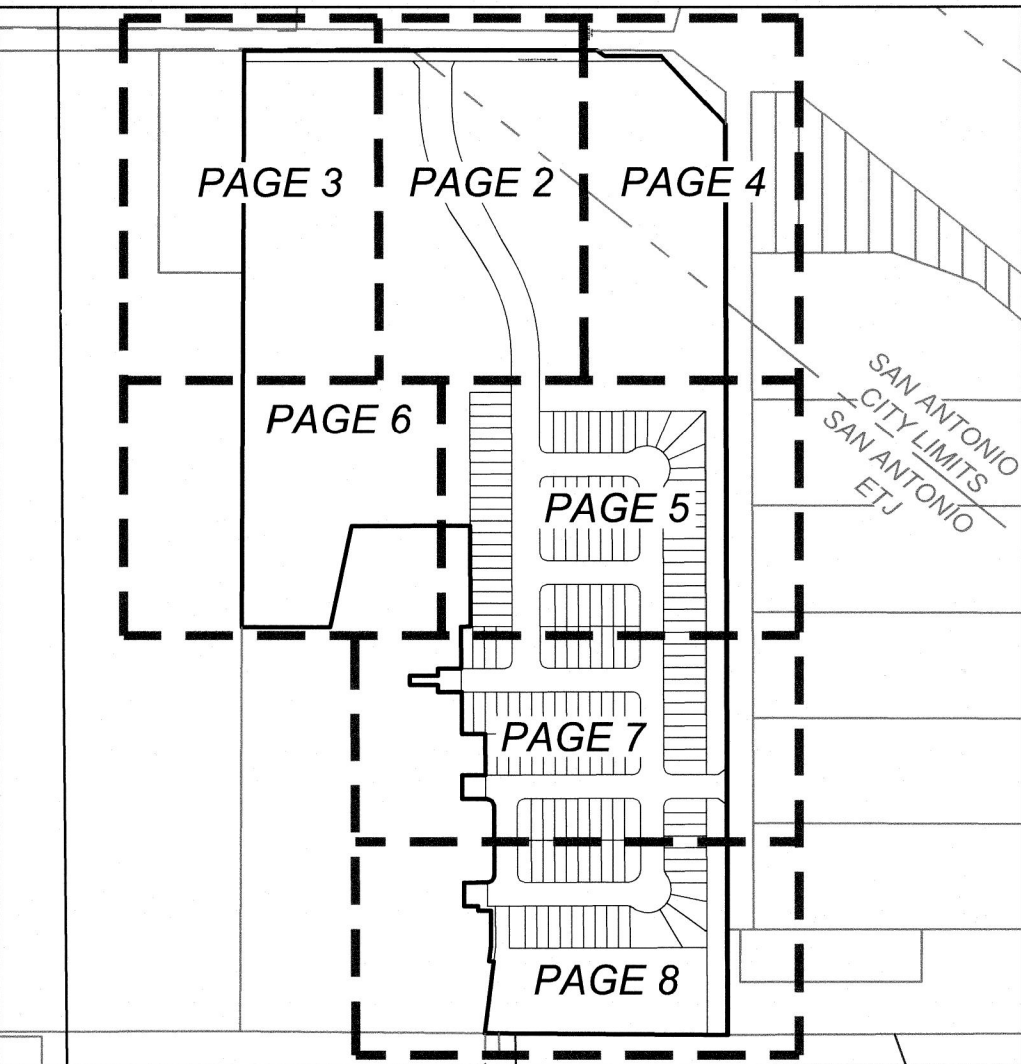 PAGE 3
PAGE 2
PAGE 4
SAN ANTONIO
CITY LIMITS
SAN ANTONIO
ETJ
PAGE 6
PAGE 5
PAGE 7
PAGE 8